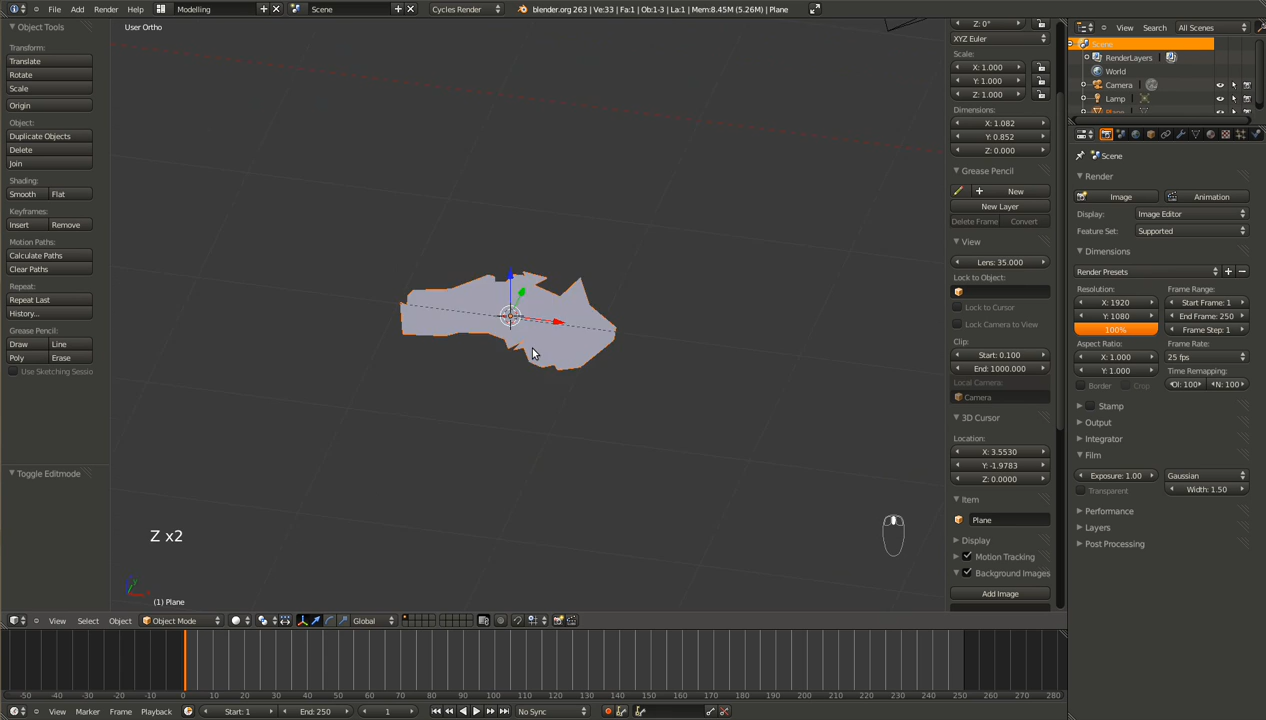 File Add Render Help Modelling Scene Cycles Render blender.org 263 | Ve:33 | Fa:1 | Ob:1-3 | La:1 | Mem:8.45M (5.26M) | Plane
Object Tools
Transform:
Translate
Rotate
Scale
Origin
Object:
Duplicate Objects
Delete
Join
Shading:
Smooth Flat
Keyframes:
Insert Remove
Motion Paths:
Calculate Paths
Clear Paths
Repeat:
Repeat Last
History...
Grease Pencil:
Draw Line
Poly Erase
Use Sketching Sessio
Toggle Editmode
User Ortho
Z x2
(1) Plane
Z: 0°
XYZ Euler
Scale:
X: 1.000
Y: 1.000
Z: 1.000
Dimensions:
X: 1.082
Y: 0.852
Z: 0.000
Grease Pencil
New
New Layer
Delete Frame Convert
View
Lens: 35.000
Lock to Object:
Lock to Cursor
Lock Camera to View
Clip:
Start: 0.100
End: 1000.000
Local Camera:
Camera
3D Cursor
Location:
X: 3.5530
Y: -1.9783
Z: 0.0000
Item
Plane
Display
Motion Tracking
Background Images
Add Image
View Search All Scenes
Scene
RenderLayers
World
Camera
Lamp
Plane
Scene
Render
Image Animation
Display: Image Editor
Feature Set: Supported
Dimensions
Render Presets
Resolution: Frame Range:
X: 1920 Start Frame: 1
Y: 1080 End Frame: 250
100% Frame Step: 1
Aspect Ratio: Frame Rate:
X: 1.000 25 fps
Y: 1.000 Time Remapping:
Border Crop :100 N: 100
Stamp
Output
Integrator
Film
Exposure: 1.00 Gaussian
Transparent Width: 1.50
Performance
Layers
Post Processing
View Select Object Object Mode Global
-50 -40 -30 -20 -10 0 10 20 30 40 50 60 70 80 90 100 110 120 130 140 150 160 170 180 190 200 210 220 230 240 250 260 270 280
View Marker Frame Playback Start: 1 End: 250 1 No Sync